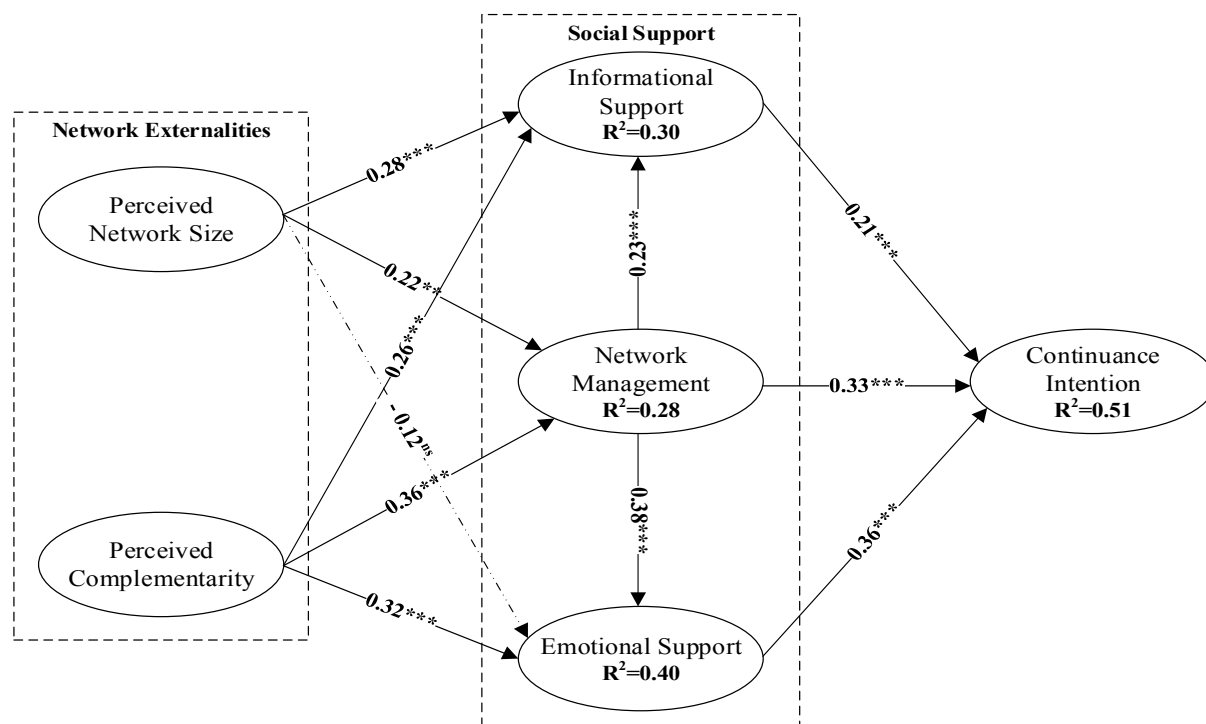 Social Support
Informational
Support
R²=0.30
Network Externalities
Perceived
Network Size
0.28***
0.22**
0.26***
- 0.12ns
0.36***
0.32***
0.23***
0.21***
Network
Management
R²=0.28
0.33***
Continuance
Intention
R²=0.51
0.38***
0.36***
Perceived
Complementarity
Emotional Support
R²=0.40